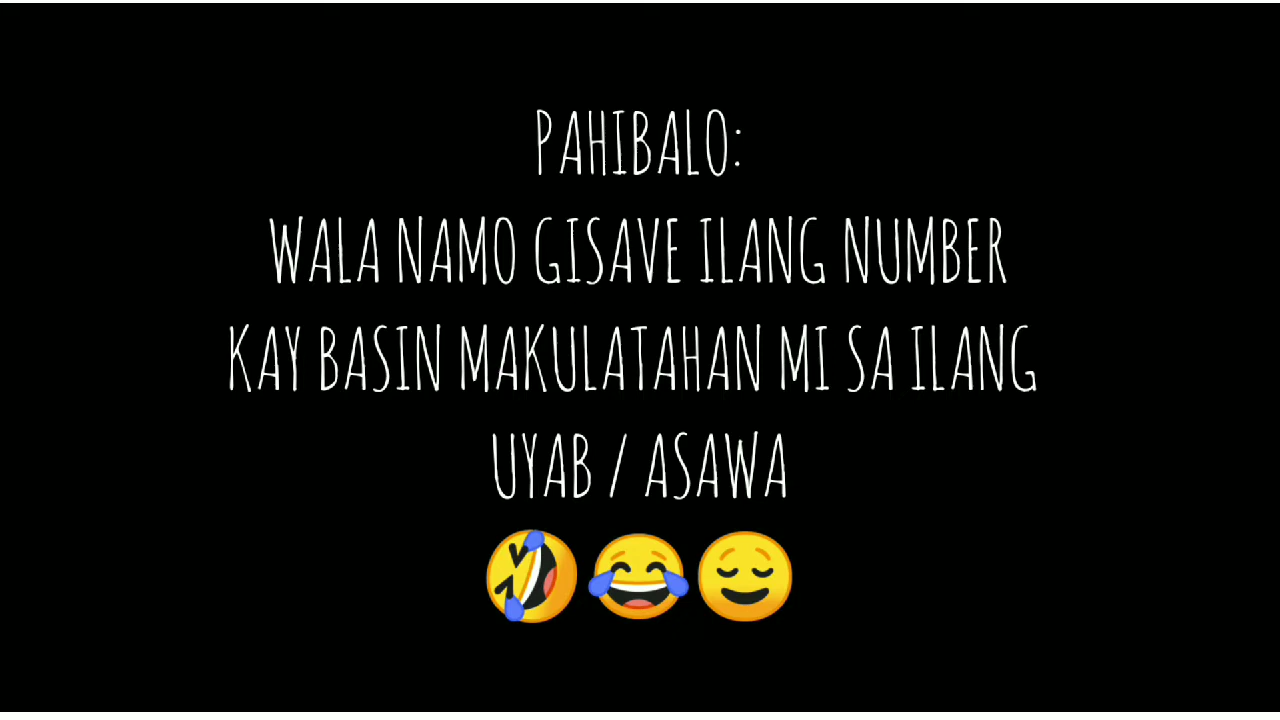 PAHIBALO:
WALA NAMO GISAVE ILANG NUMBER
KAY BASIN MAKULATAHAN MI SA ILANG
UYAB / ASAWA
🤣😂😌